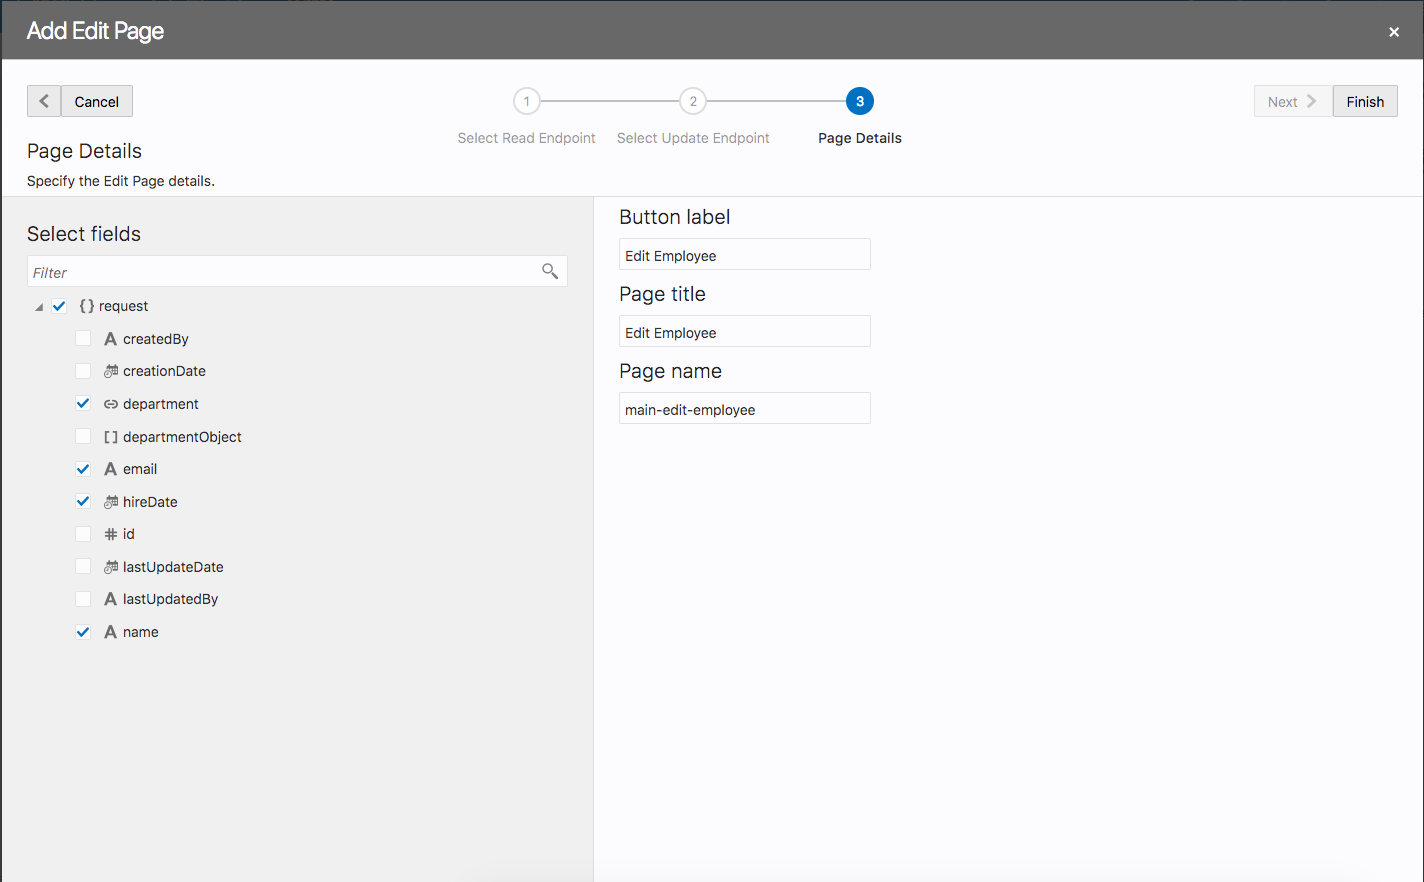 Add Edit Page
×
Cancel
1
2
3
Next
Finish
Select Read Endpoint
Select Update Endpoint
Page Details
Page Details
Specify the Edit Page details.
Select fields
Filter
{} request
A createdBy
creationDate
department
[] departmentObject
A email
hireDate
# id
lastUpdateDate
A lastUpdatedBy
A name
Button label
Edit Employee
Page title
Edit Employee
Page name
main-edit-employee